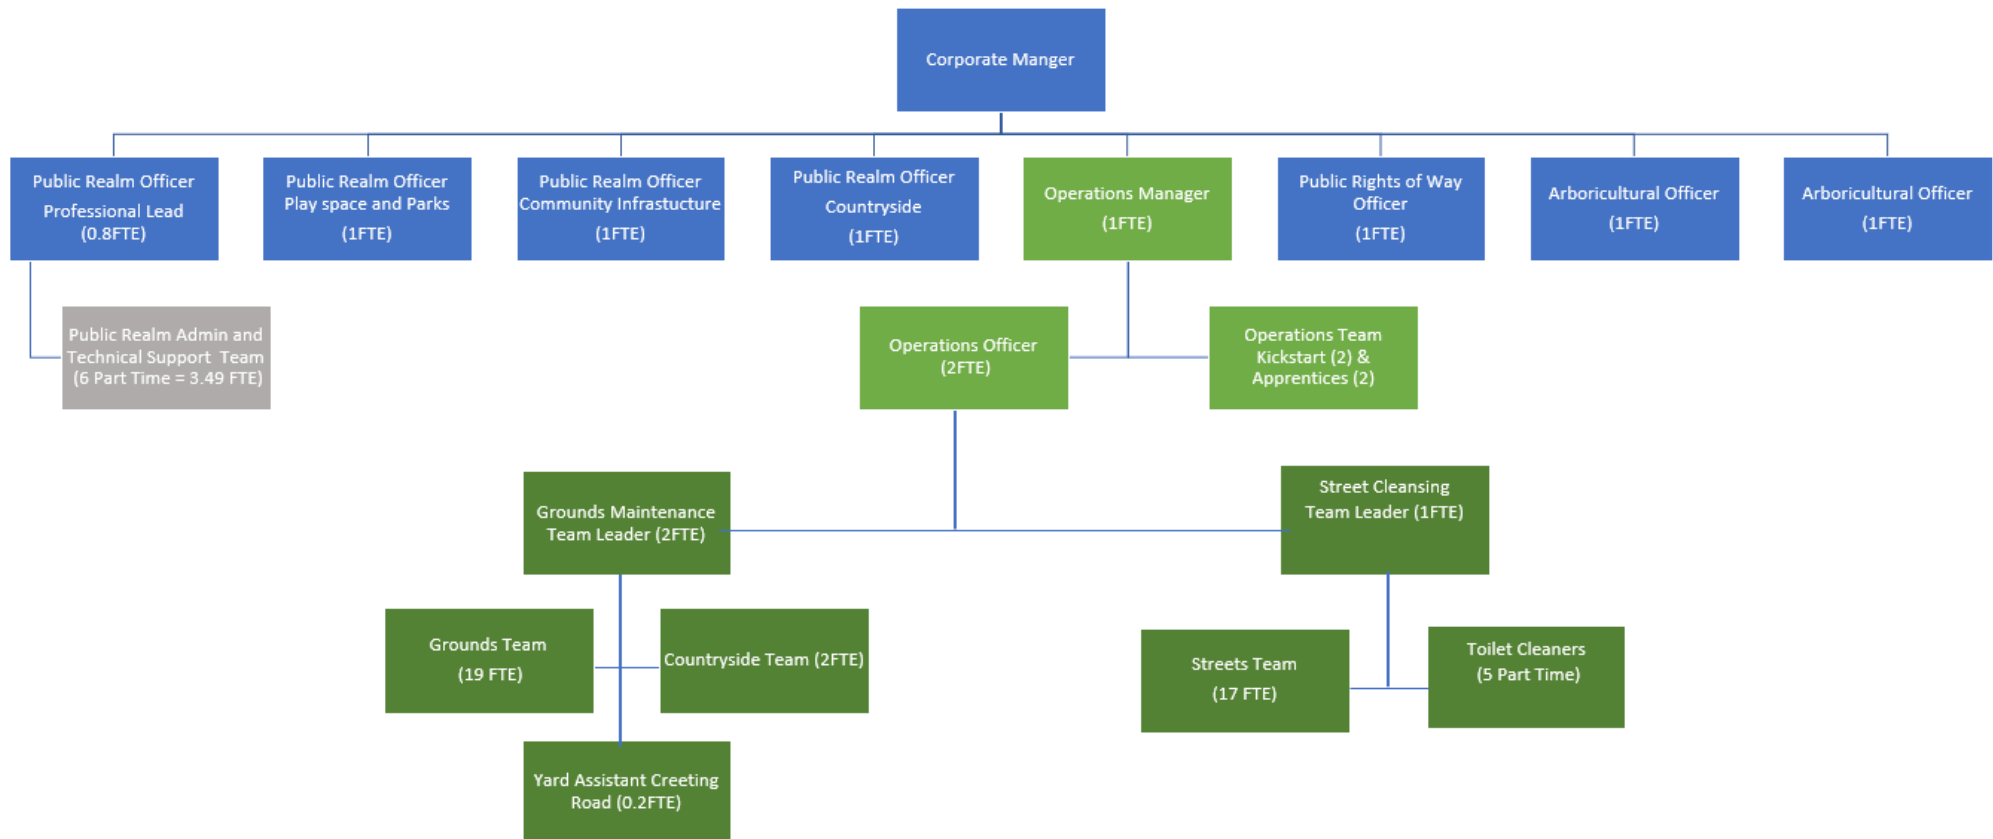 Corporate Manger
Public Realm Officer
Professional Lead
(0.8FTE)
Public Realm Officer
Play space and Parks
(1FTE)
Public Realm Officer
Community Infrastucture
(1FTE)
Public Realm Officer
Countryside
(1FTE)
Operations Manager
(1FTE)
Public Rights of Way
Officer
(1FTE)
Arboricultural Officer
(1FTE)
Arboricultural Officer
(1FTE)
Public Realm Admin and
Technical Support Team
(6 Part Time = 3.49 FTE)
Operations Officer
(2FTE)
Operations Team
Kickstart (2) &
Apprentices (2)
Grounds Maintenance
Team Leader (2FTE)
Street Cleansing
Team Leader (1FTE)
Grounds Team
(19 FTE)
Countryside Team (2FTE)
Streets Team
(17 FTE)
Toilet Cleaners
(5 Part Time)
Yard Assistant Creeting
Road (0.2FTE)